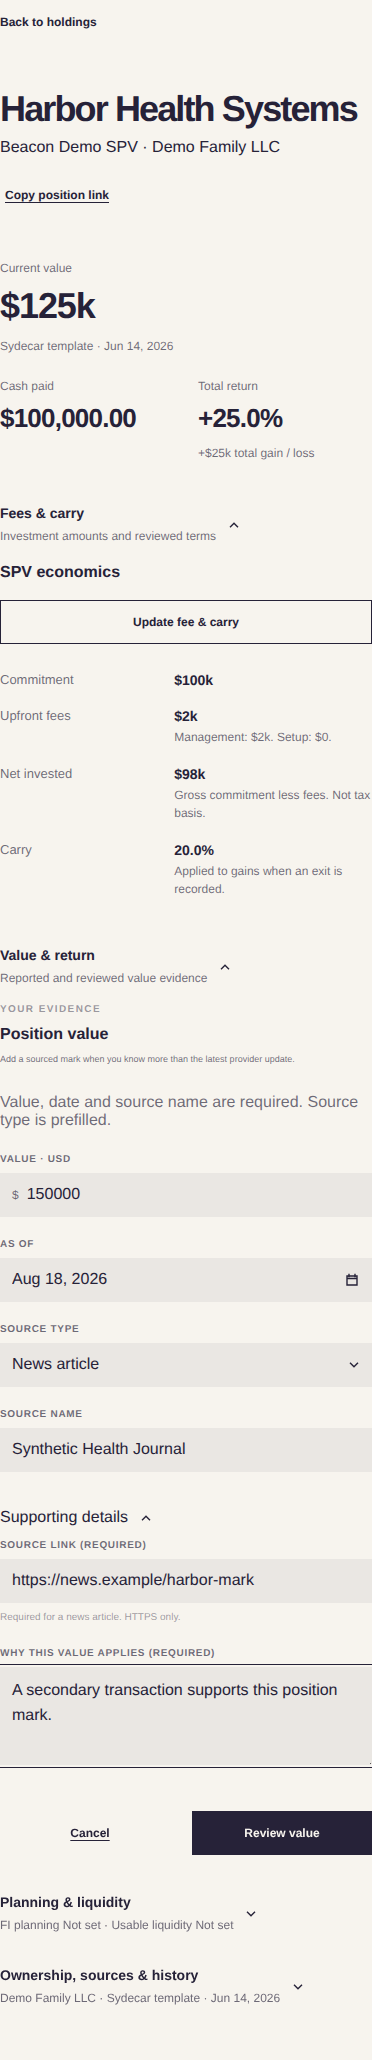 Back to holdings
Harbor Health Systems
Beacon Demo SPV · Demo Family LLC
Copy position link
Current value
$125k
Sydecar template · Jun 14, 2026
Cash paid
$100,000.00
Total return
+25.0%
+$25k total gain / loss
Fees & carry
Investment amounts and reviewed terms
SPV economics
Update fee & carry
Commitment
$100k
Upfront fees
$2k
Management: $2k. Setup: $0.
Net invested
$98k
Gross commitment less fees. Not tax
basis.
Carry
20.0%
Applied to gains when an exit is
recorded.
Value & return
Reported and reviewed value evidence
YOUR EVIDENCE
Position value
Add a sourced mark when you know more than the latest provider update.
Value, date and source name are required. Source
type is prefilled.
VALUE · USD
$ 150000
AS OF
Aug 18, 2026
SOURCE TYPE
News article
SOURCE NAME
Synthetic Health Journal
Supporting details
SOURCE LINK (REQUIRED)
https://news.example/harbor-mark
Required for a news article. HTTPS only.
WHY THIS VALUE APPLIES (REQUIRED)
A secondary transaction supports this position
mark.
Cancel
Review value
Planning & liquidity
FI planning Not set · Usable liquidity Not set
Ownership, sources & history
Demo Family LLC · Sydecar template · Jun 14, 2026